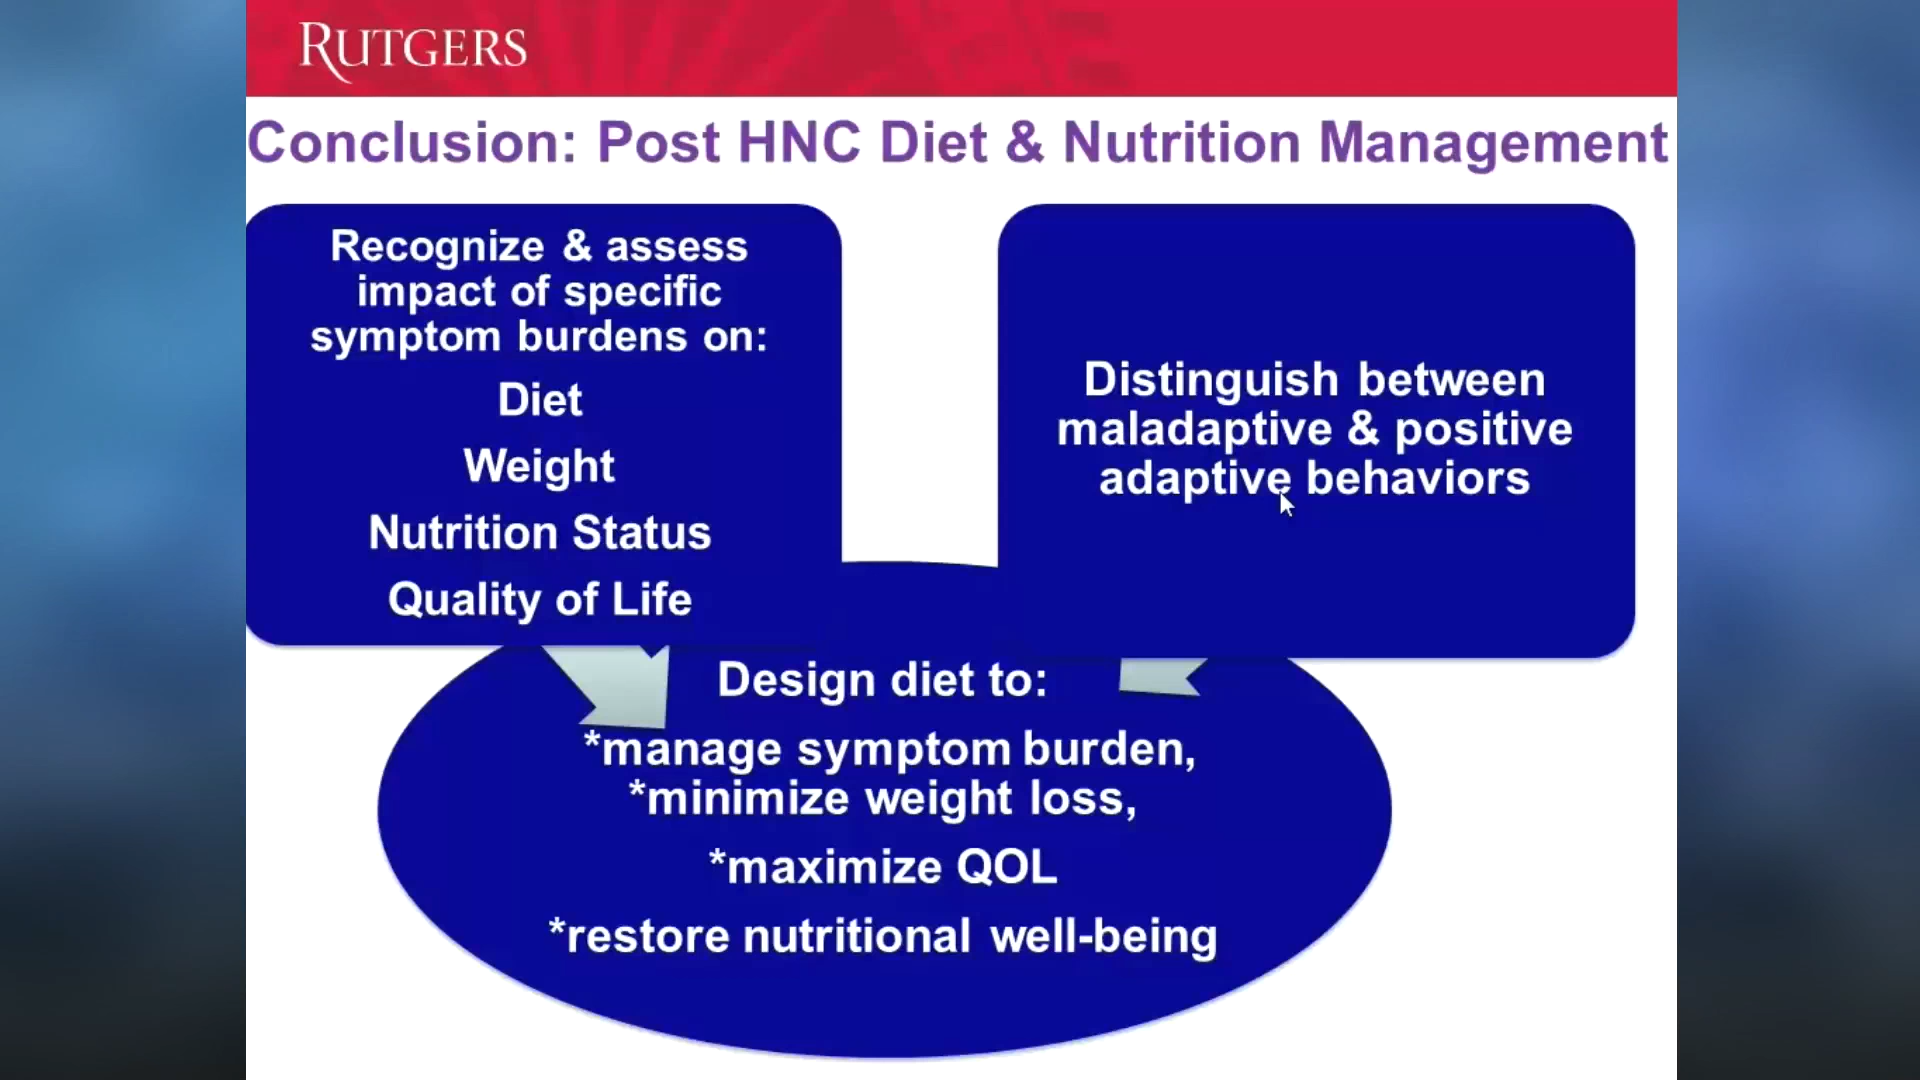 RUTGERS
Conclusion: Post HNC Diet & Nutrition Management
Recognize & assess
impact of specific
symptom burdens on:
Diet
Weight
Nutrition Status
Quality of Life
Distinguish between
maladaptive & positive
adaptive behaviors
Design diet to:
*manage symptom burden,
*minimize weight loss,
*maximize QOL
*restore nutritional well-being